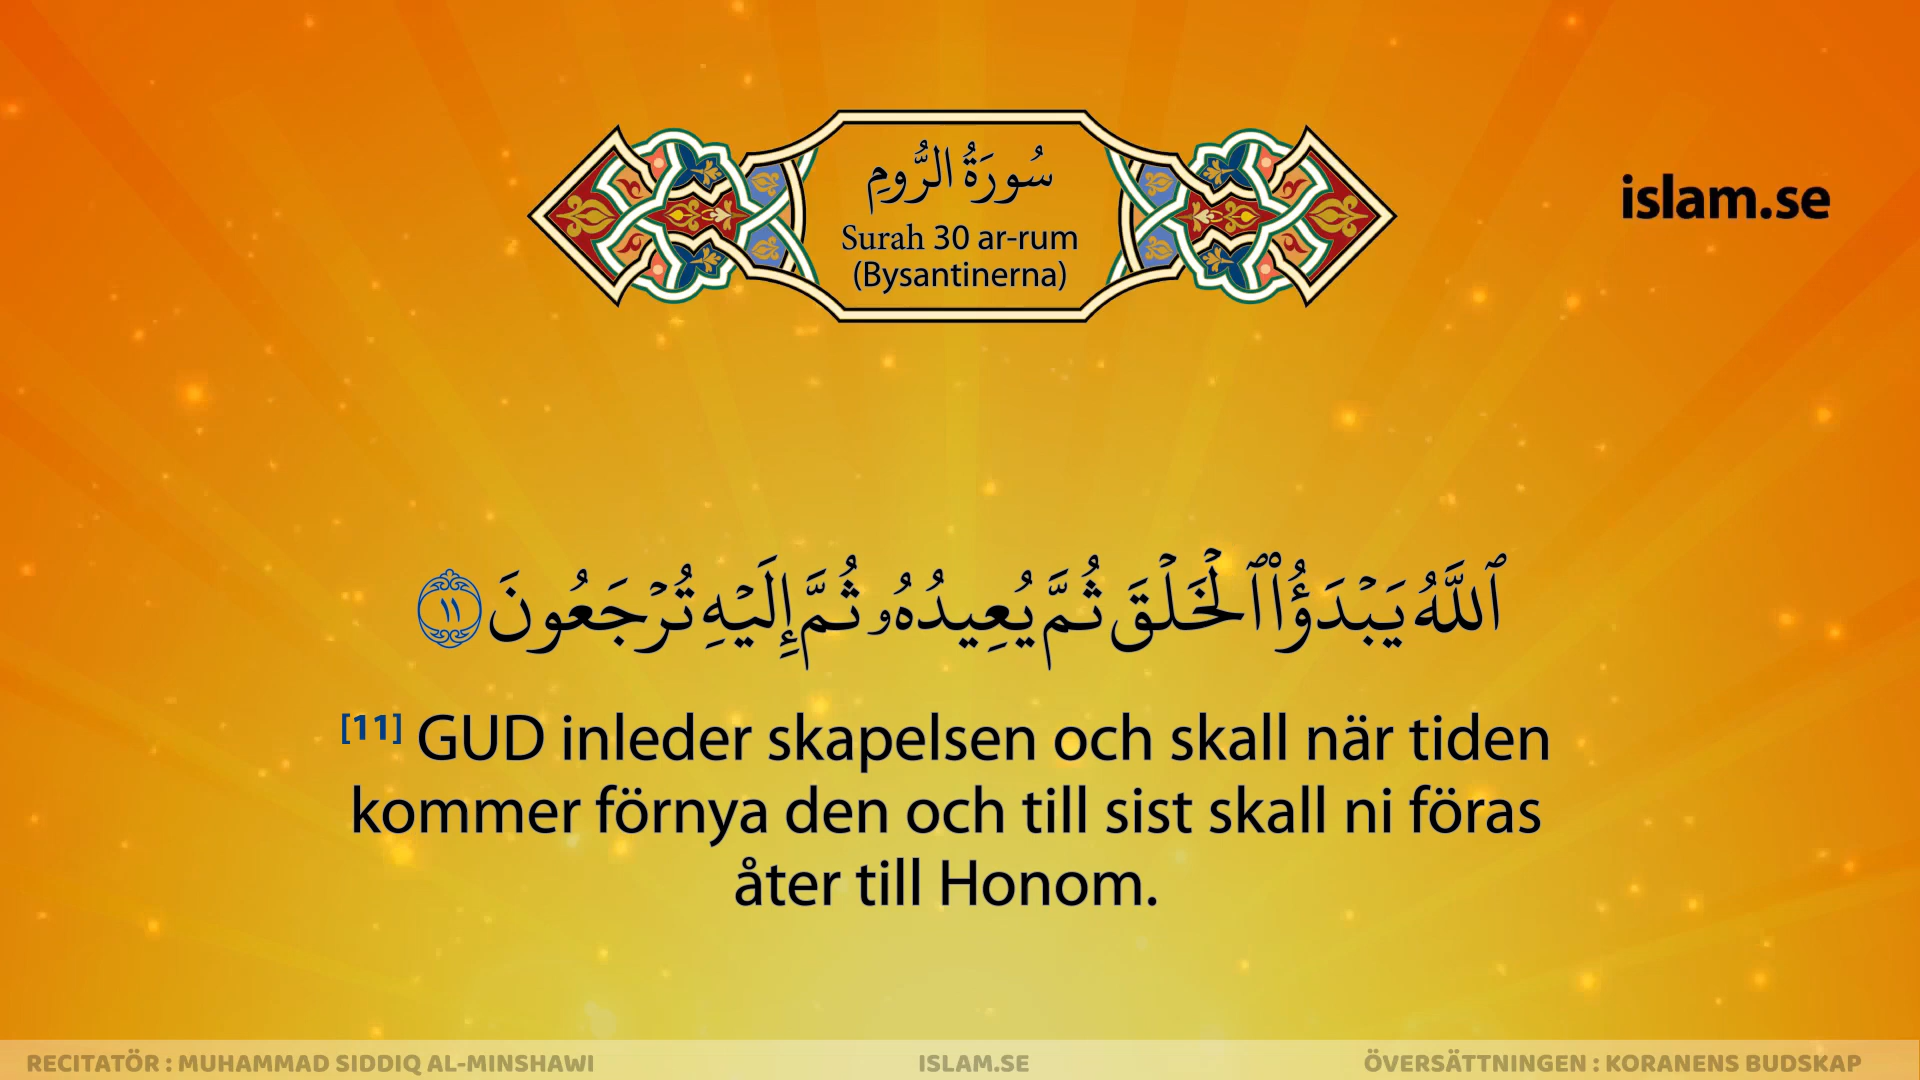 سُورَةُ الرُّومِ
Surah 30 ar-rum
(Bysantinerna)
islam.se
ٱللَّهُ يَبْدَؤُا۟ ٱلْخَلْقَ ثُمَّ يُعِيدُهُۥ ثُمَّ إِلَيْهِ تُرْجَعُونَ ١١
[11] GUD inleder skapelsen och skall när tiden
kommer förnya den och till sist skall ni föras
åter till Honom.
RECITATÖR : MUHAMMAD SIDDIQ AL-MINSHAWI
ISLAM.SE
ÖVERSÄTTNINGEN : KORANENS BUDSKAP